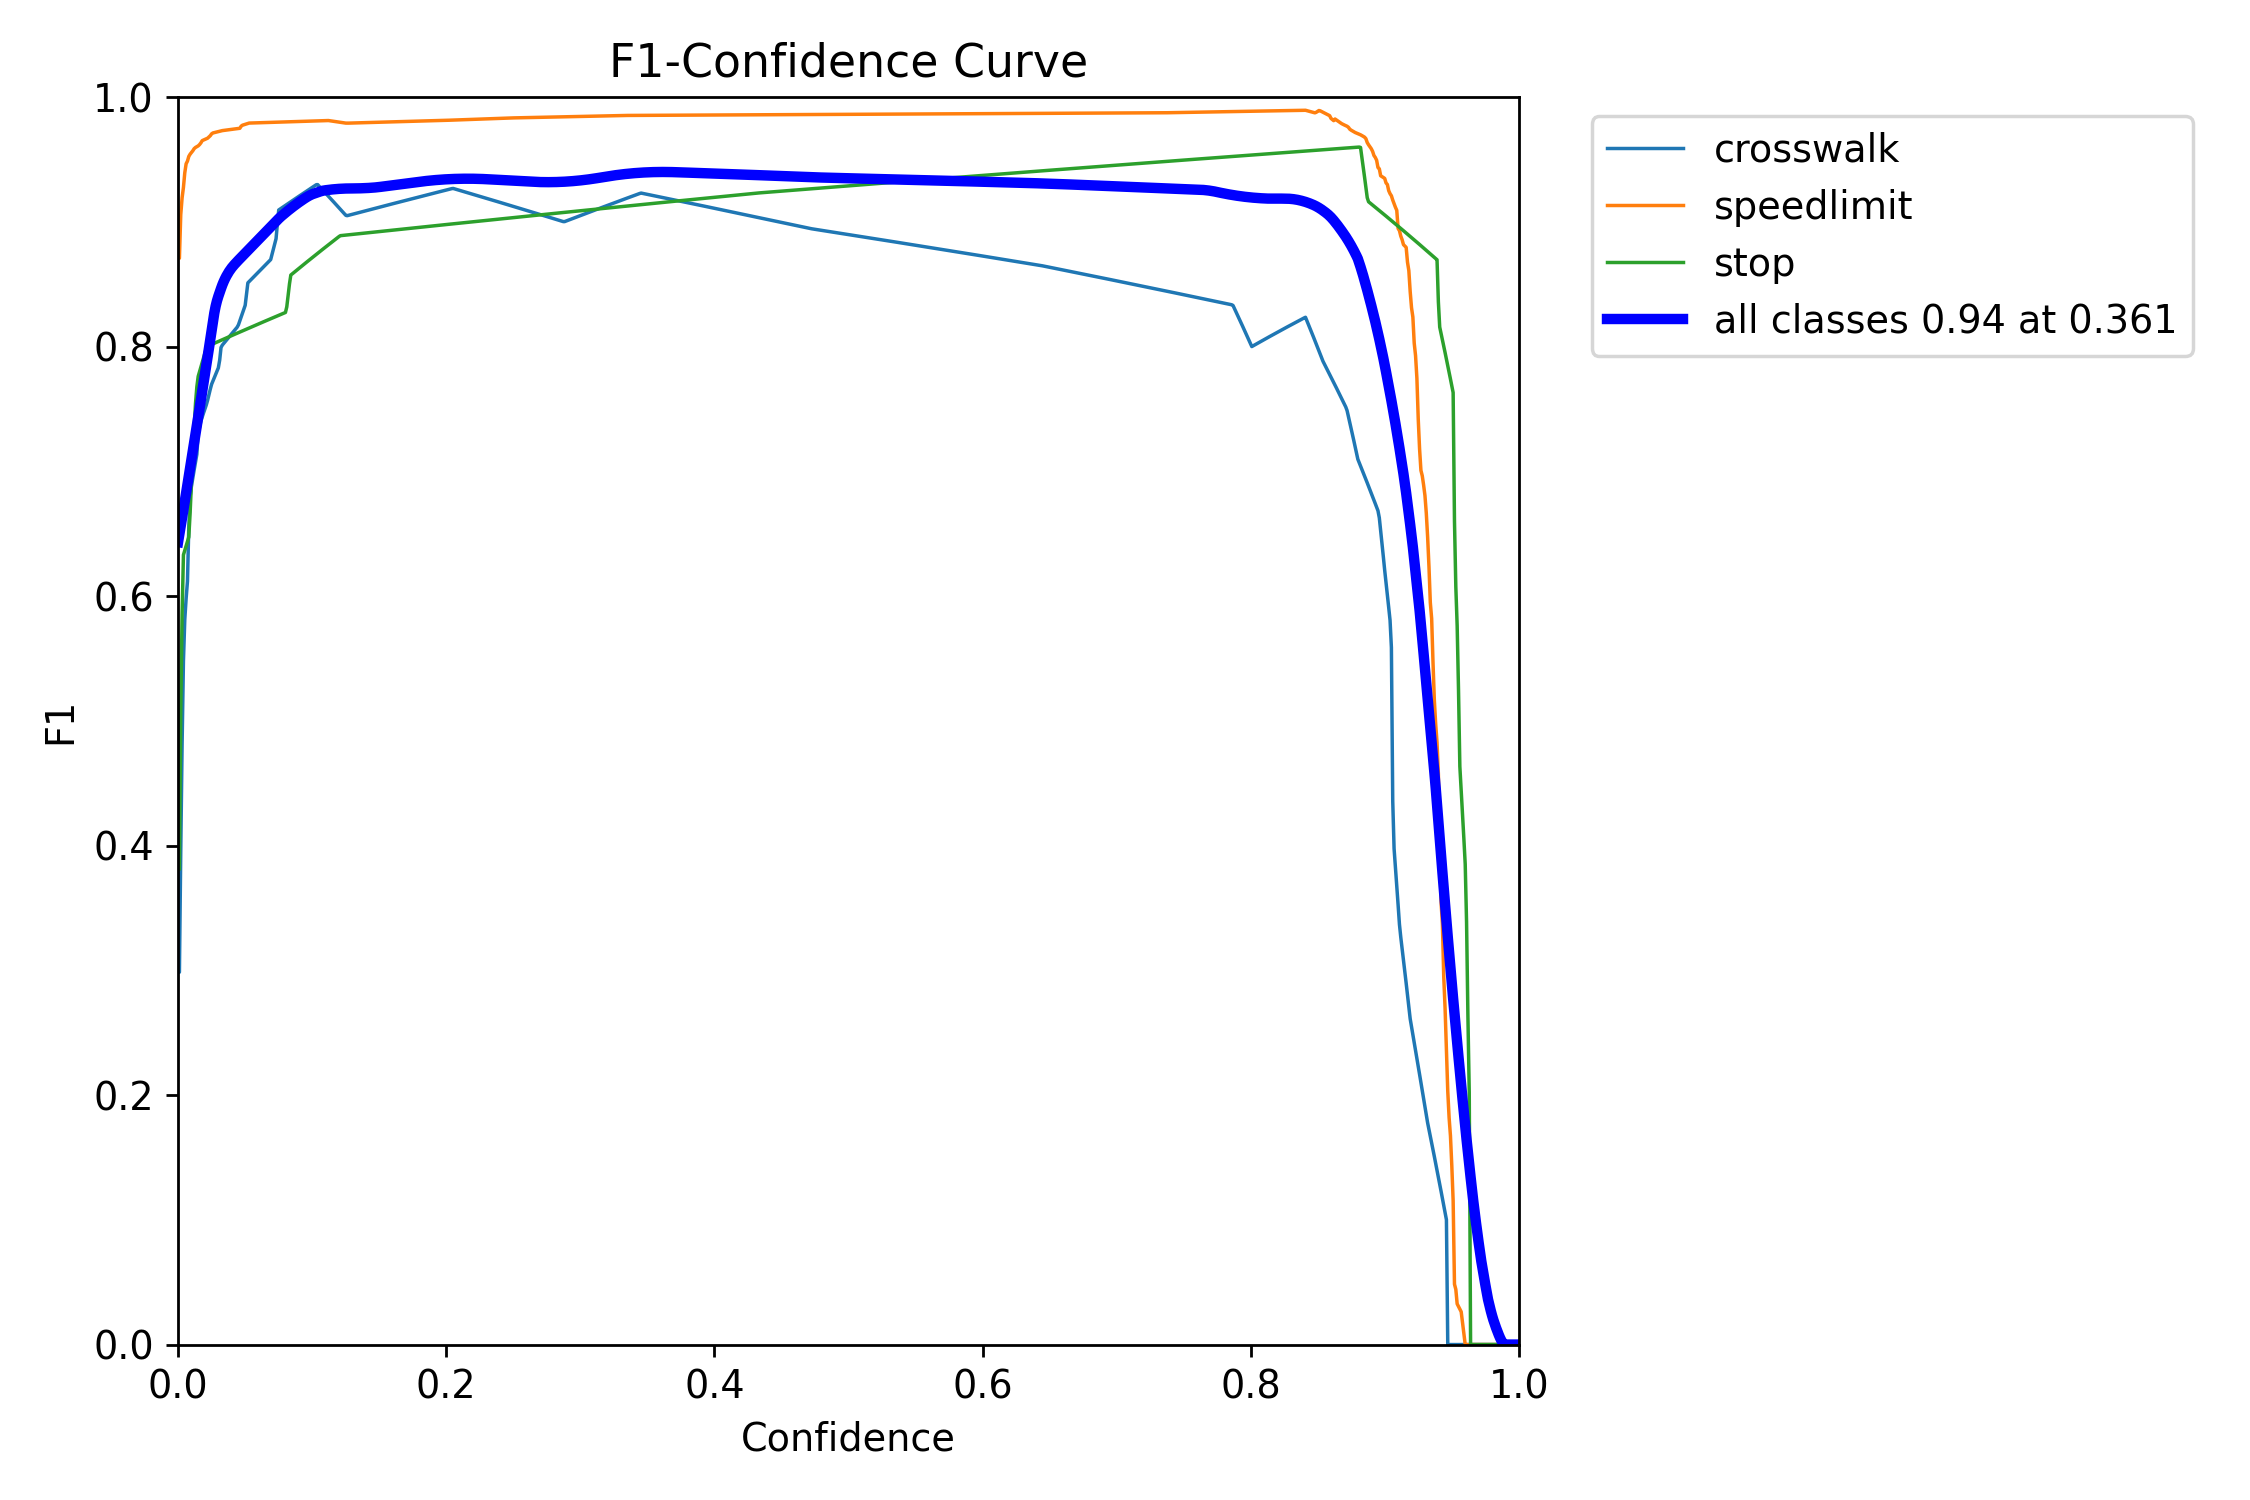 F1-Confidence Curve
1.0
0.8
0.6
0.4
0.2
0.0
F1
0.0 0.2 0.4 0.6 0.8 1.0
Confidence
crosswalk
speedlimit
stop
all classes 0.94 at 0.361